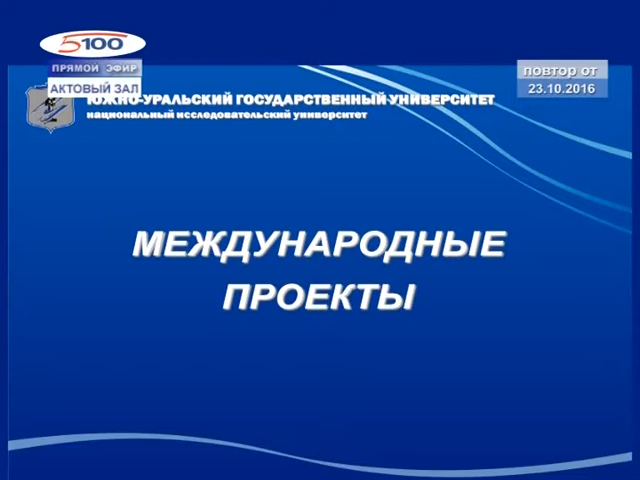 5100
ПРЯМОЙ ЭФИР
АКТОВЫЙ ЗАЛ
повтор от
23.10.2016
ЮЖНО-УРАЛЬСКИЙ ГОСУДАРСТВЕННЫЙ УНИВЕРСИТЕТ
национальный исследовательский университет
МЕЖДУНАРОДНЫЕ
ПРОЕКТЫ